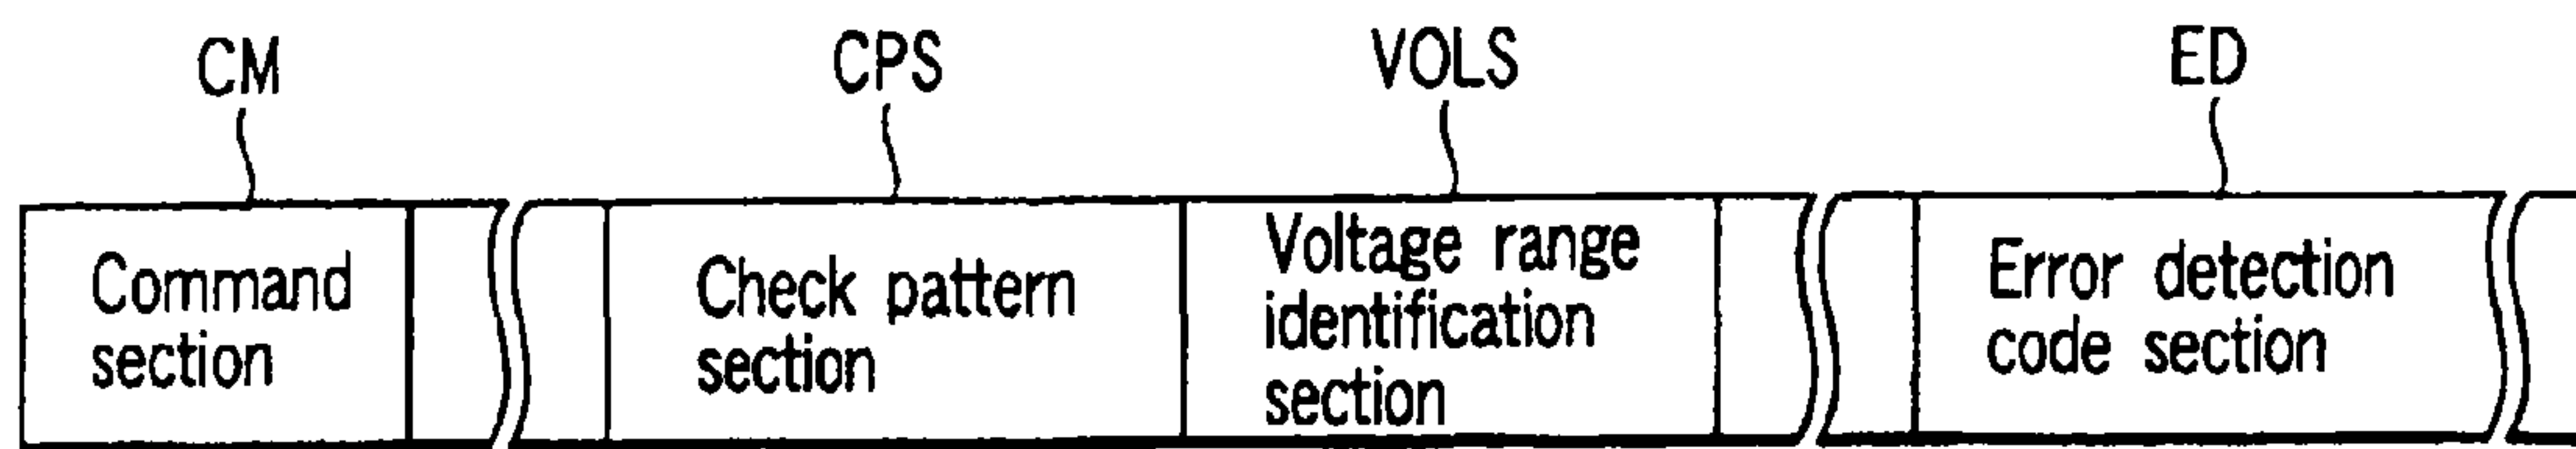 CM CPS VOLS ED
Command
section
Check pattern
section
Voltage range
identification
section
Error detection
code section